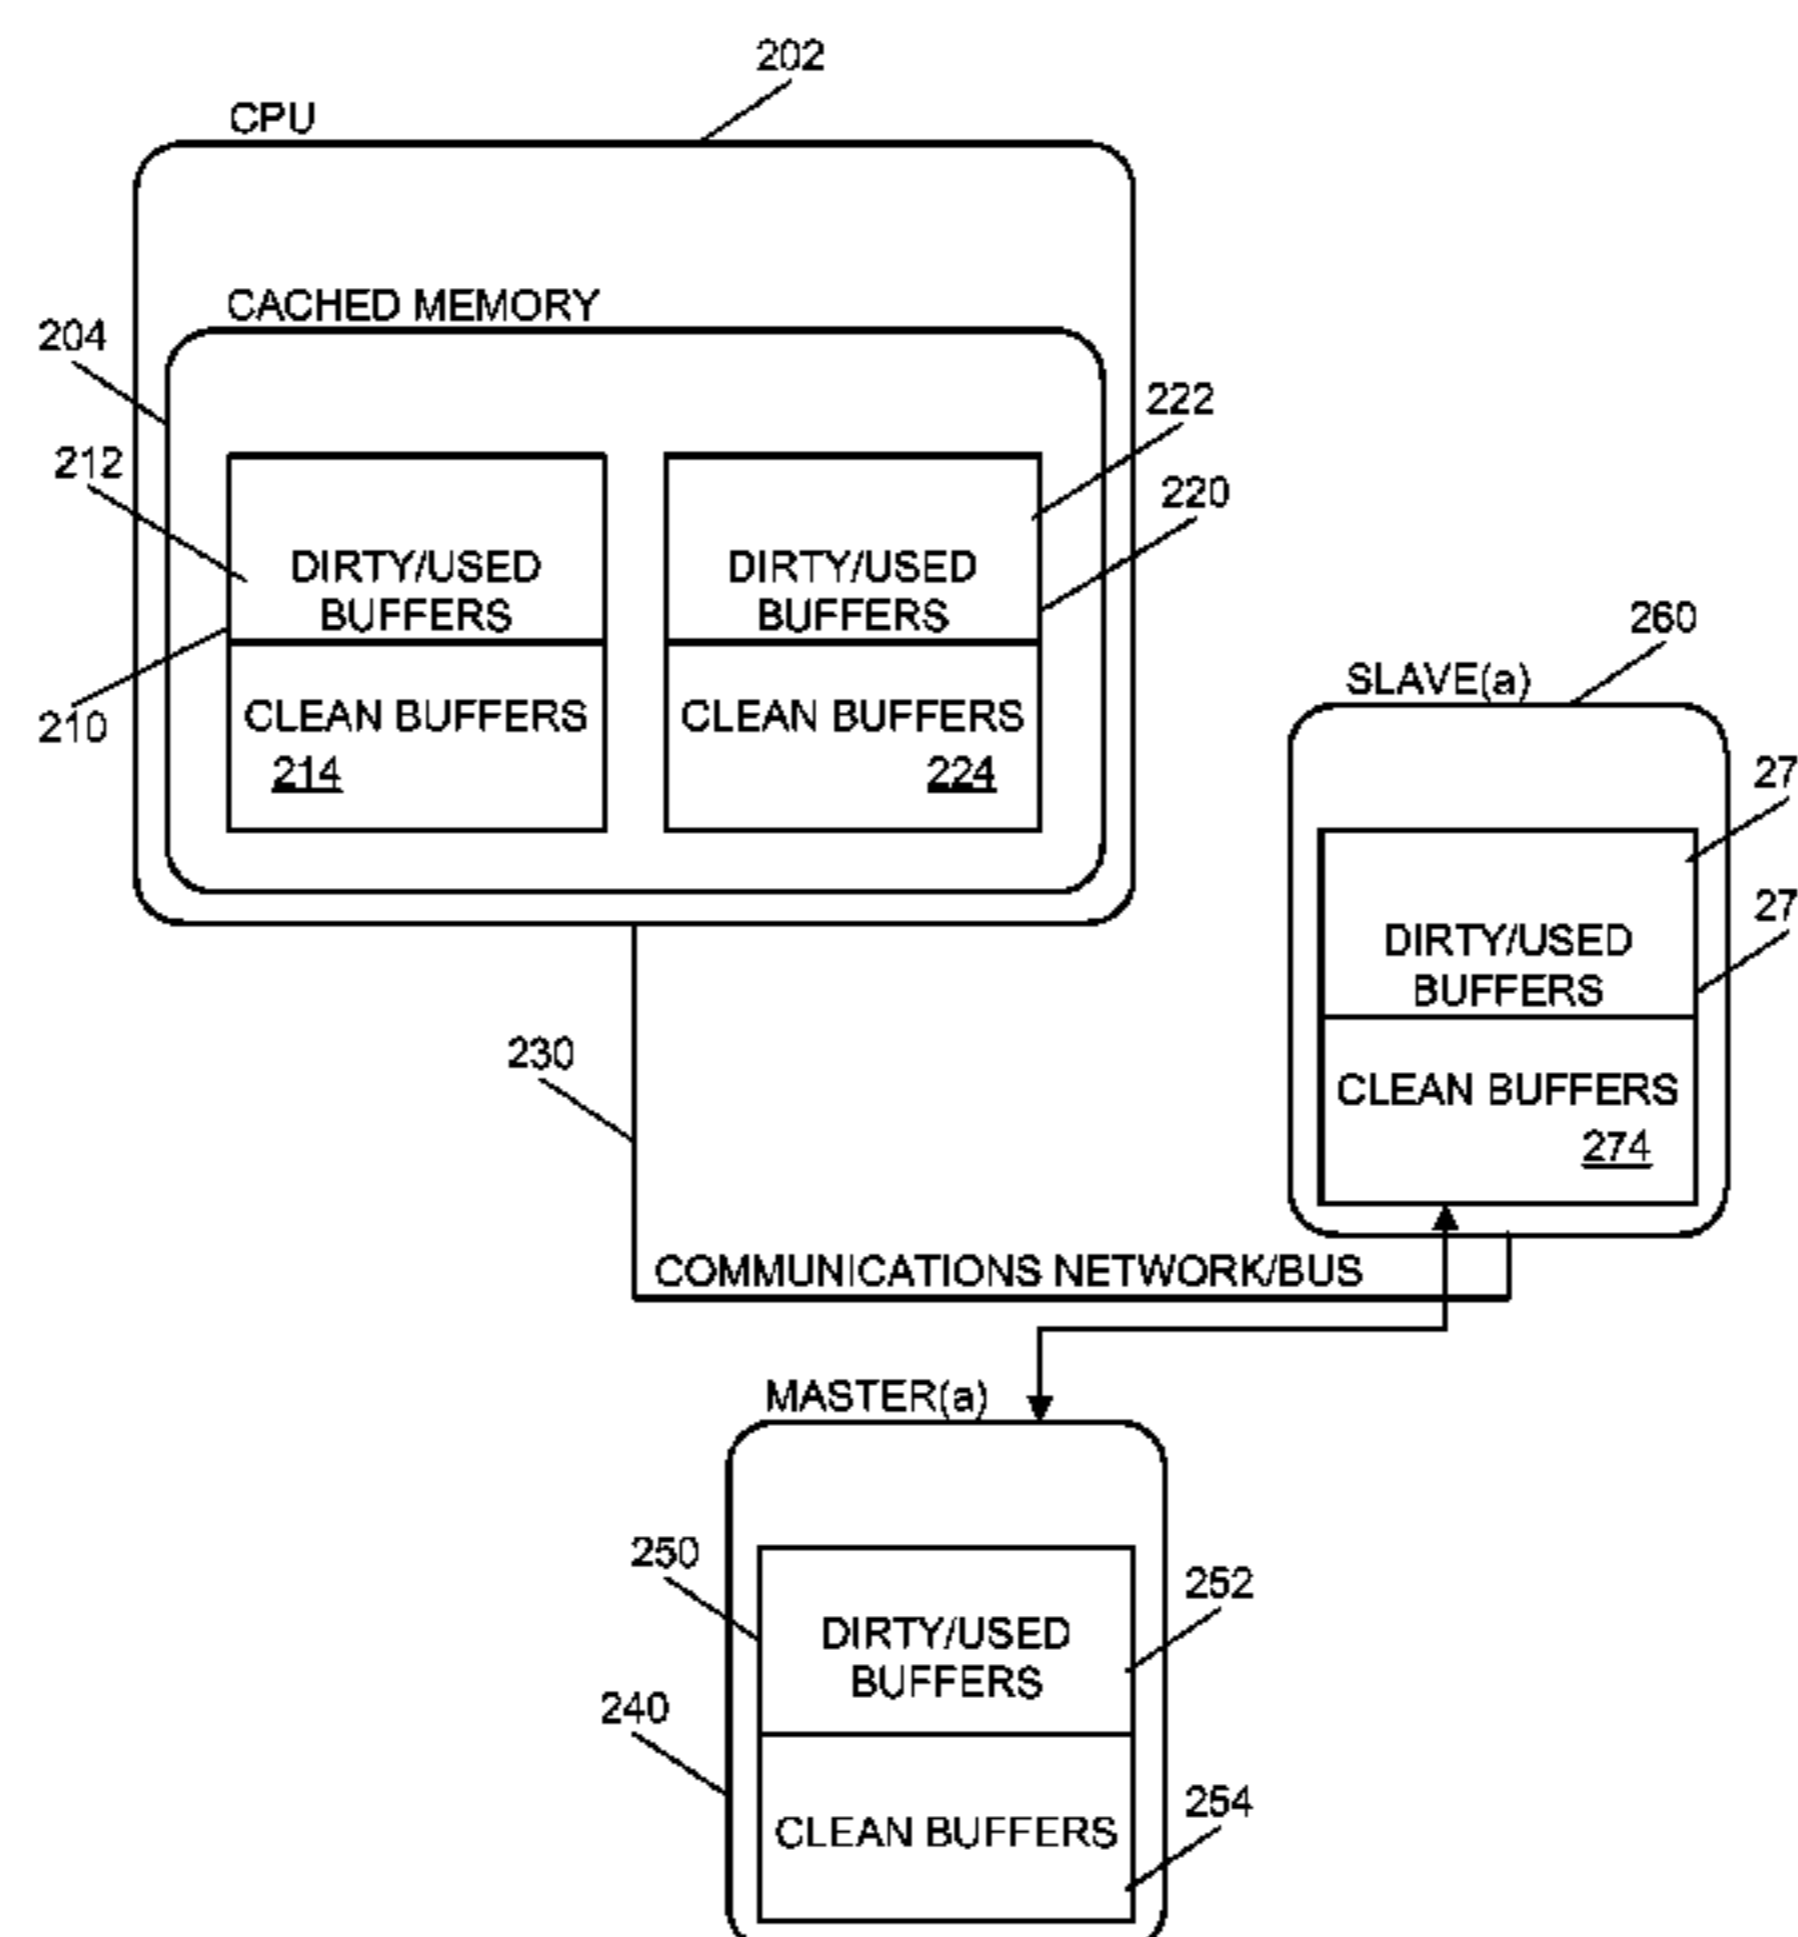 202
CPU
CACHED MEMORY
204
222
212
220
DIRTY/USED
BUFFERS
DIRTY/USED
BUFFERS
210
CLEAN BUFFERS
214
CLEAN BUFFERS
224
260
SLAVE(a)
27
27
DIRTY/USED
BUFFERS
CLEAN BUFFERS
274
230
COMMUNICATIONS NETWORK/BUS
MASTER(a)
250
252
DIRTY/USED
BUFFERS
240
254
CLEAN BUFFERS